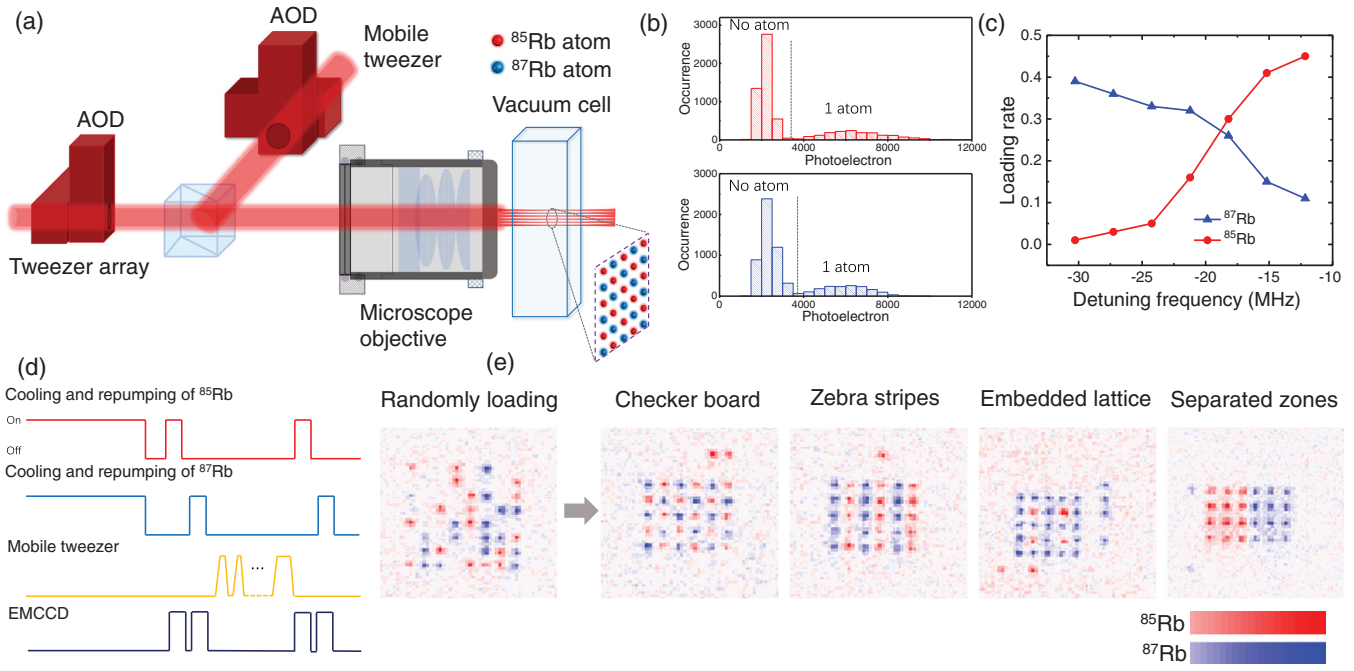 (a)
AOD
Mobile
tweezer
AOD
Tweezer array
Microscope
objective
⁸⁵Rb atom
⁸⁷Rb atom
Vacuum cell
(b)
3000
2000
1000
0
Occurrence
No atom
1 atom
0
4000
8000
12000
Photoelectron
3000
2000
1000
0
Occurrence
No atom
1 atom
0
4000
8000
12000
Photoelectron
(c)
0.5
0.4
0.3
0.2
0.1
0.0
Loading rate
⁸⁷Rb
⁸⁵Rb
-30
-25
-20
-15
-10
Detuning frequency (MHz)
(d)
Cooling and repumping of ⁸⁵Rb
On
Off
Cooling and repumping of ⁸⁷Rb
Mobile tweezer
...
EMCCD
(e)
Randomly loading
Checker board
Zebra stripes
Embedded lattice
Separated zones
⁸⁵Rb
⁸⁷Rb